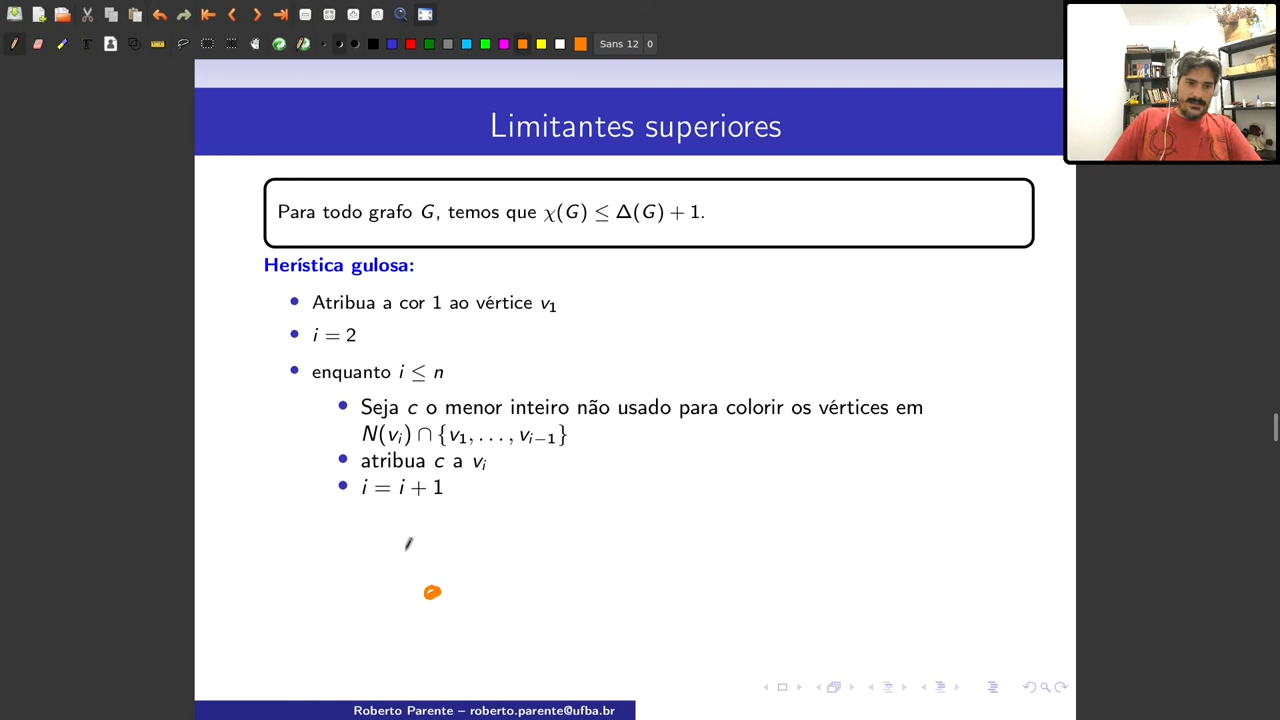 Sans 12 0
Limitantes superiores
Para todo grafo G, temos que χ(G) ≤ Δ(G) + 1.
Herística gulosa:
• Atribua a cor 1 ao vértice v₁
• i = 2
• enquanto i ≤ n
• Seja c o menor inteiro não usado para colorir os vértices em
N(vᵢ) ∩ {v₁, . . . , vᵢ₋₁}
• atribua c a vᵢ
• i = i + 1
Roberto Parente – roberto.parente@ufba.br